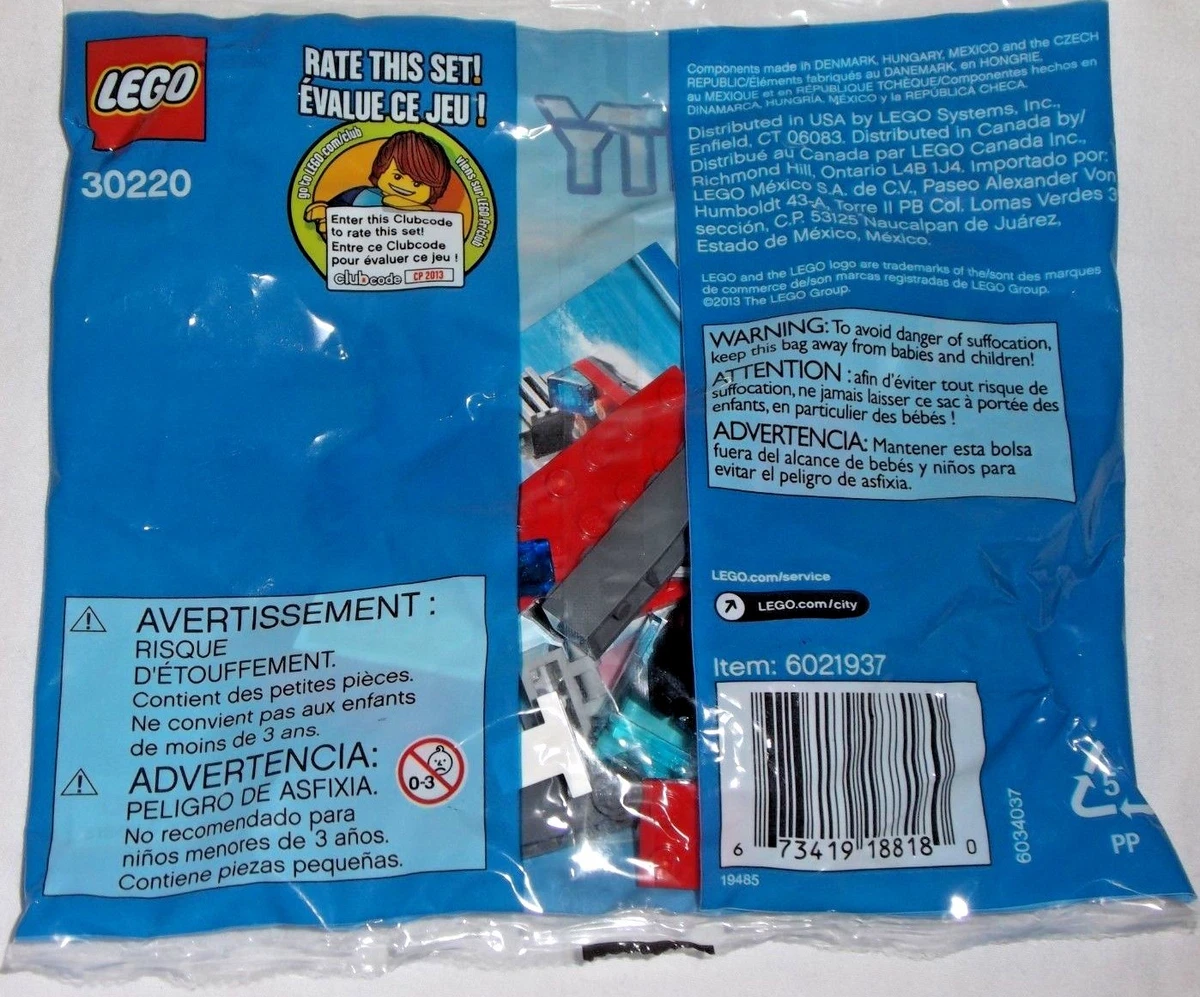 LEGO
30220
RATE THIS SET!
ÉVALUE CE JEU !
go to LEGO.com/club
viens sur LEGO.fr/club
Enter this Clubcode
to rate this set!
Entre ce Clubcode
pour évaluer ce jeu !
clubcode CP 2013
AVERTISSEMENT :
RISQUE
D'ÉTOUFFEMENT.
Contient des petites pièces.
Ne convient pas aux enfants
de moins de 3 ans.
ADVERTENCIA:
PELIGRO DE ASFIXIA.
No recomendado para
niños menores de 3 años.
Contiene piezas pequeñas.
0-3
TY
Components made in DENMARK, HUNGARY, MEXICO and the CZECH
REPUBLIC/Éléments fabriqués au DANEMARK, en HONGRIE,
au MEXIQUE et en RÉPUBLIQUE TCHÈQUE/Componentes hechos en
DINAMARCA, HUNGRÍA, MÉXICO y la REPÚBLICA CHECA.
Distributed in USA by LEGO Systems, Inc.,
Enfield, CT 06083. Distributed in Canada by/
Distribué au Canada par LEGO Canada Inc.,
Richmond Hill, Ontario L4B 1J4. Importado por:
LEGO México S.A. de C.V., Paseo Alexander Von
Humboldt 43-A, Torre II PB Col. Lomas Verdes 3
sección, C.P. 53125 Naucalpan de Juárez,
Estado de México, México.
LEGO and the LEGO logo are trademarks of the/sont des marques
de commerce de/son marcas registradas de LEGO Group.
©2013 The LEGO Group.
WARNING: To avoid danger of suffocation,
keep this bag away from babies and children!
ATTENTION : afin d'éviter tout risque de
suffocation, ne jamais laisser ce sac à portée des
enfants, en particulier des bébés !
ADVERTENCIA: Mantener esta bolsa
fuera del alcance de bebés y niños para
evitar el peligro de asfixia.
LEGO.com/service
LEGO.com/city
Item: 6021937
6 73419 18818 0
19485
6034037
5
PP